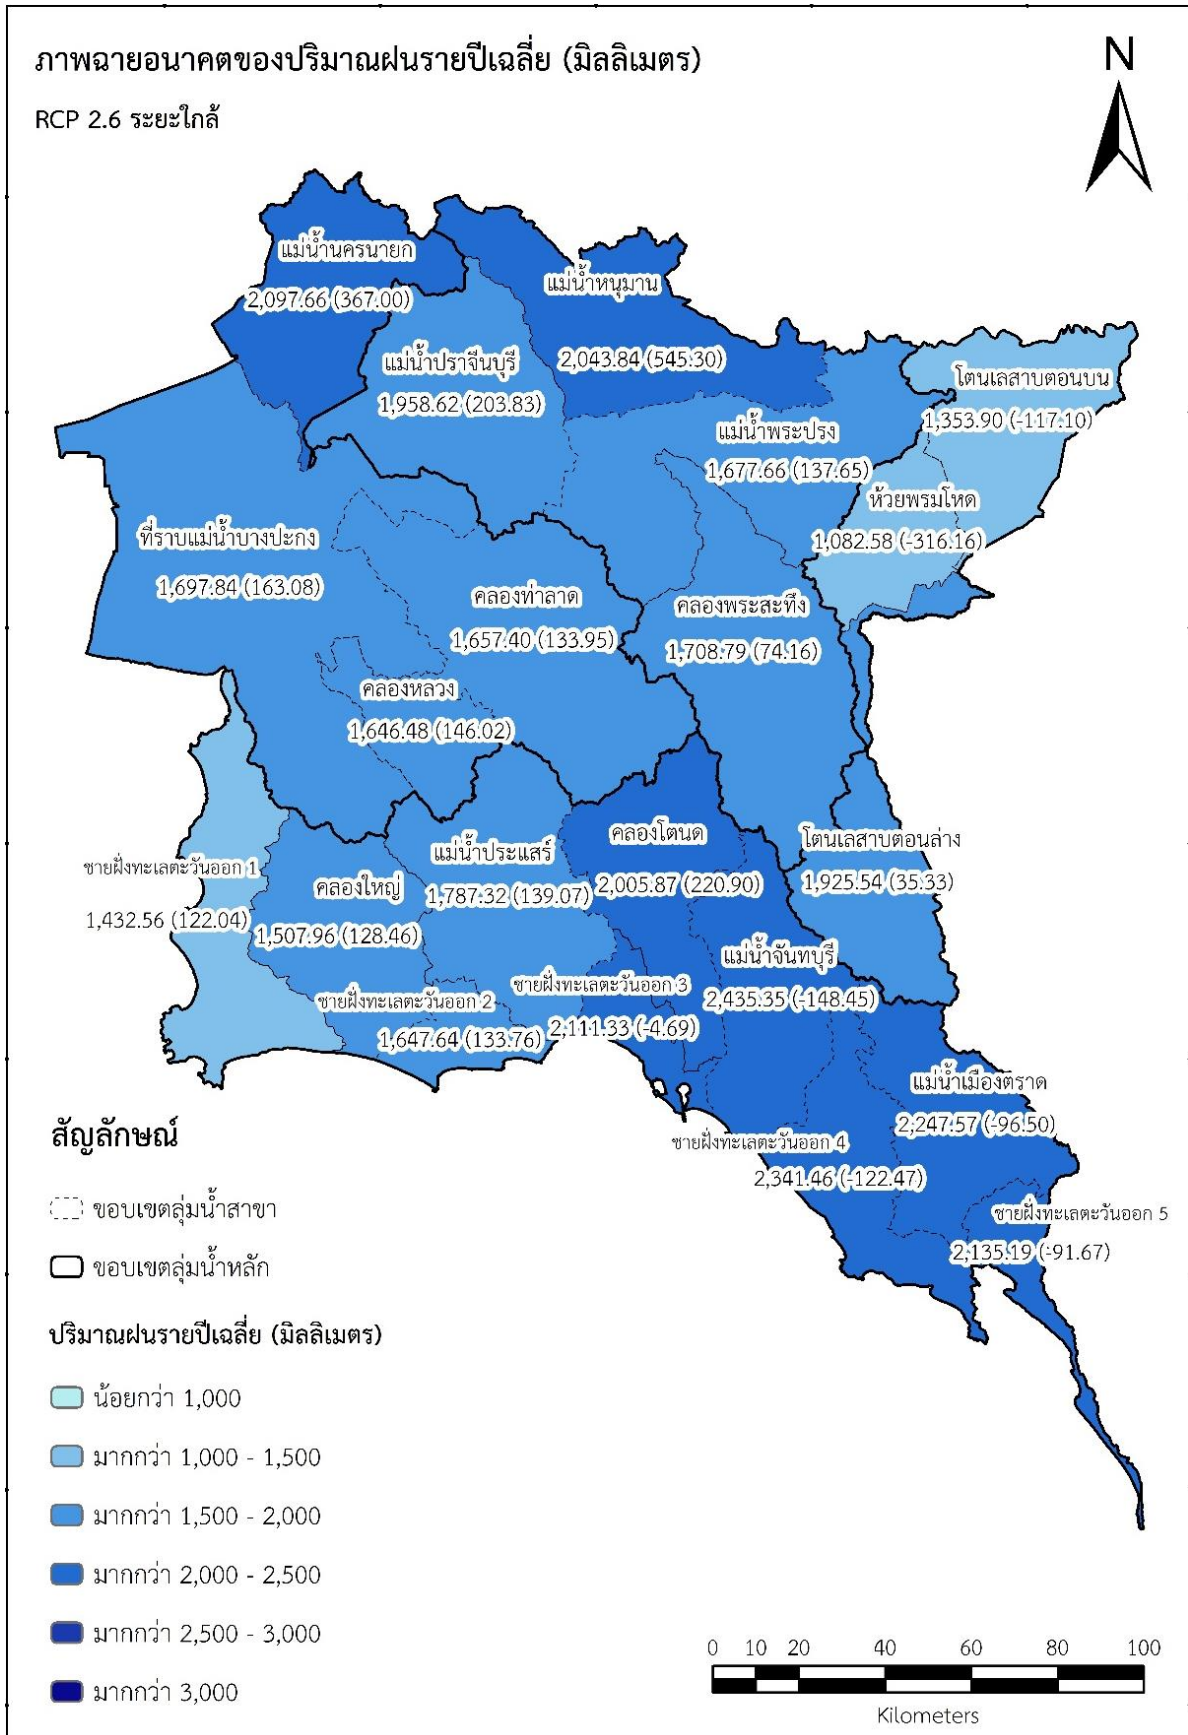 ภาพฉายอนาคตของปริมาณฝนรายปีเฉลี่ย (มิลลิเมตร)
RCP 2.6 ระยะใกล้
N
แม่น้ำนครนายก
2,097.66 (367.00)
แม่น้ำหนุมาน
2,043.84 (545.30)
แม่น้ำปราจีนบุรี
1,958.62 (203.83)
โตนเลสาบตอนบน
1,353.90 (-117.10)
แม่น้ำพระปรง
1,677.66 (137.65)
ห้วยพรมโหด
1,082.58 (-316.16)
ที่ราบแม่น้ำบางปะกง
1,697.84 (163.08)
คลองท่าลาด
1,657.40 (133.95)
คลองพระสะทึง
1,708.79 (74.16)
คลองหลวง
1,646.48 (146.02)
ชายฝั่งทะเลตะวันออก 1
1,432.56 (122.04)
คลองใหญ่
1,507.96 (128.46)
แม่น้ำประแสร์
1,787.32 (139.07)
คลองโตนด
2,005.87 (220.90)
โตนเลสาบตอนล่าง
1,925.54 (35.33)
แม่น้ำจันทบุรี
2,435.35 (-148.45)
ชายฝั่งทะเลตะวันออก 2
1,647.64 (133.76)
ชายฝั่งทะเลตะวันออก 3
2,111.33 (-4.69)
แม่น้ำเมืองตราด
2,247.57 (-96.50)
ชายฝั่งทะเลตะวันออก 4
2,341.46 (-122.47)
ชายฝั่งทะเลตะวันออก 5
2,135.19 (-91.67)
สัญลักษณ์
ขอบเขตลุ่มน้ำสาขา
ขอบเขตลุ่มน้ำหลัก
ปริมาณฝนรายปีเฉลี่ย (มิลลิเมตร)
น้อยกว่า 1,000
มากกว่า 1,000 - 1,500
มากกว่า 1,500 - 2,000
มากกว่า 2,000 - 2,500
มากกว่า 2,500 - 3,000
มากกว่า 3,000
0 10 20 40 60 80 100
Kilometers